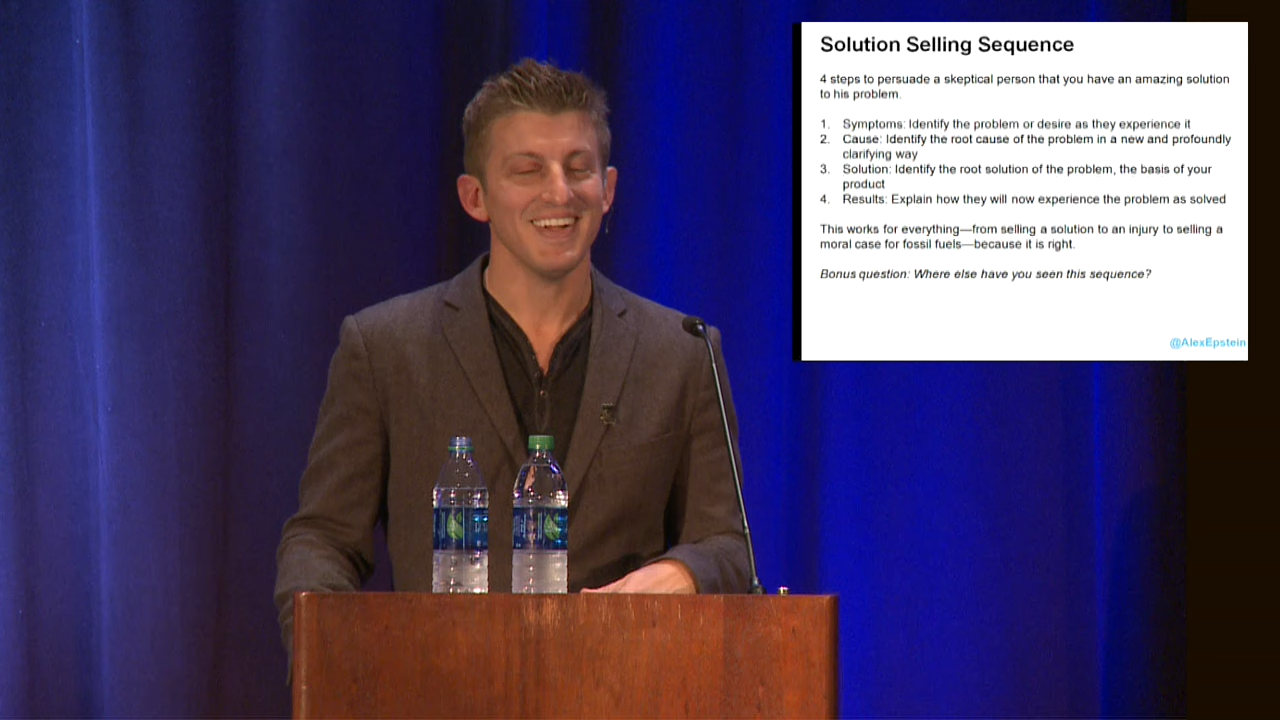 Solution Selling Sequence
4 steps to persuade a skeptical person that you have an amazing solution
to his problem.
1. Symptoms: Identify the problem or desire as they experience it
2. Cause: Identify the root cause of the problem in a new and profoundly
clarifying way
3. Solution: Identify the root solution of the problem, the basis of your
product
4. Results: Explain how they will now experience the problem as solved
This works for everything—from selling a solution to an injury to selling a
moral case for fossil fuels—because it is right.
Bonus question: Where else have you seen this sequence?
@AlexEpstein